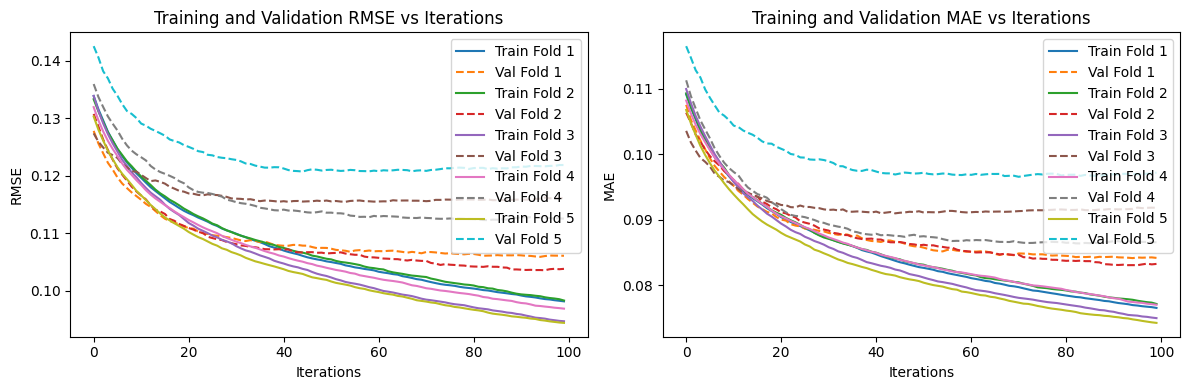 Training and Validation RMSE vs Iterations
0.14
0.13
0.12
0.11
0.10
RMSE
0
20
40
60
80
100
Iterations
Train Fold 1
Val Fold 1
Train Fold 2
Val Fold 2
Train Fold 3
Val Fold 3
Train Fold 4
Val Fold 4
Train Fold 5
Val Fold 5
Training and Validation MAE vs Iterations
0.11
0.10
0.09
0.08
MAE
0
20
40
60
80
100
Iterations
Train Fold 1
Val Fold 1
Train Fold 2
Val Fold 2
Train Fold 3
Val Fold 3
Train Fold 4
Val Fold 4
Train Fold 5
Val Fold 5